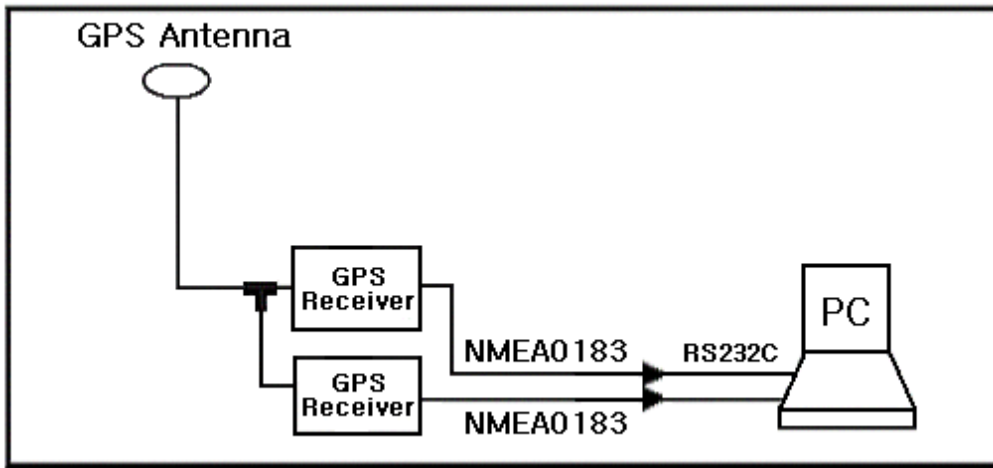 GPS Antenna
GPS
Receiver
NMEA0183
RS232C
PC
GPS
Receiver
NMEA0183